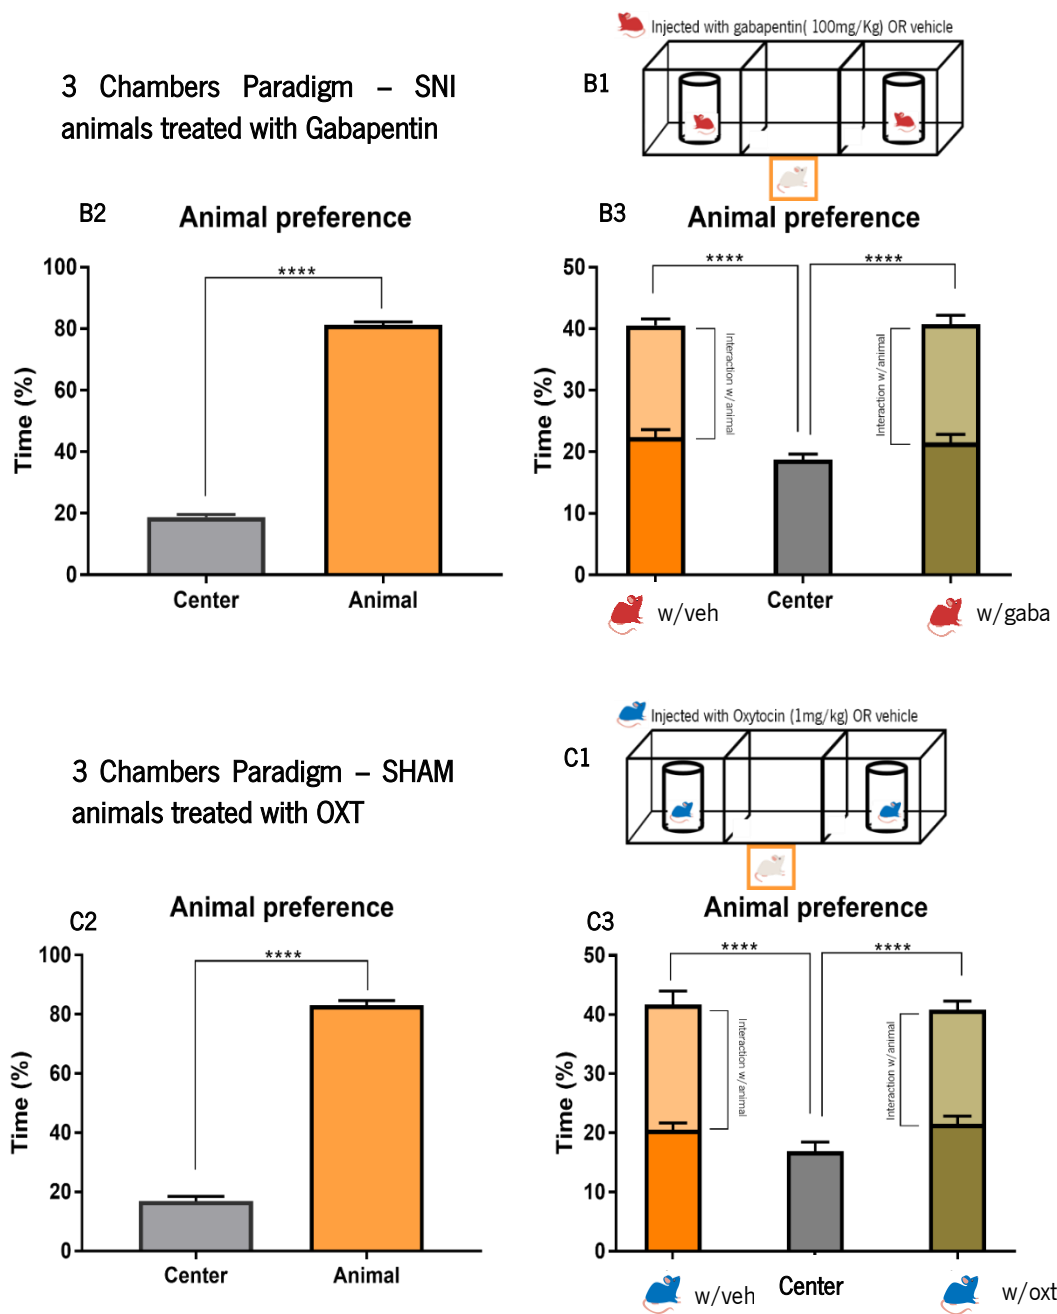 Injected with gabapentin( 100mg/Kg) OR vehicle
3 Chambers Paradigm – SNI
animals treated with Gabapentin
B1
B2
Animal preference
Time (%)
100
80
60
40
20
0
****
Center
Animal
B3
Animal preference
Time (%)
50
40
30
20
10
0
****
****
Interaction w/animal
Interaction w/animal
w/veh
Center
w/gaba
Injected with Oxytocin (1mg/kg) OR vehicle
3 Chambers Paradigm – SHAM
animals treated with OXT
C1
C2
Animal preference
Time (%)
100
80
60
40
20
0
****
Center
Animal
C3
Animal preference
Time (%)
50
40
30
20
10
0
****
****
Interaction w/animal
Interaction w/animal
w/veh
Center
w/oxt